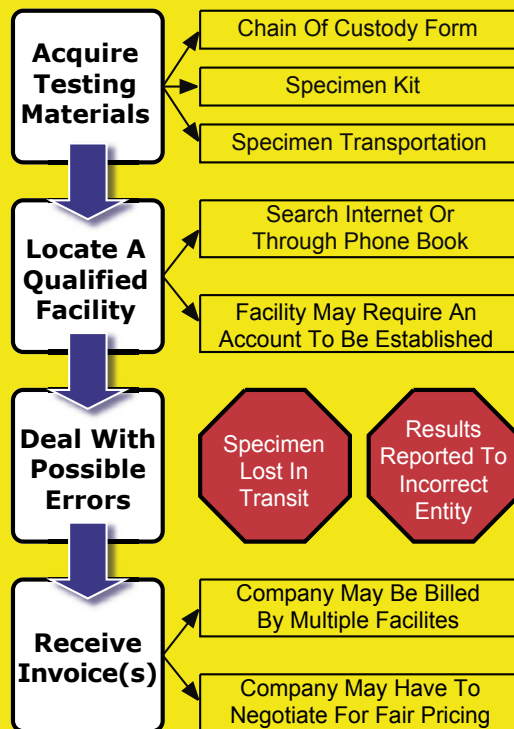 Acquire
Testing
Materials
Chain Of Custody Form
Specimen Kit
Specimen Transportation
Locate A
Qualified
Facility
Search Internet Or
Through Phone Book
Facility May Require An
Account To Be Established
Deal With
Possible
Errors
Specimen
Lost In
Transit
Results
Reported To
Incorrect
Entity
Receive
Invoice(s)
Company May Be Billed
By Multiple Facilites
Company May Have To
Negotiate For Fair Pricing